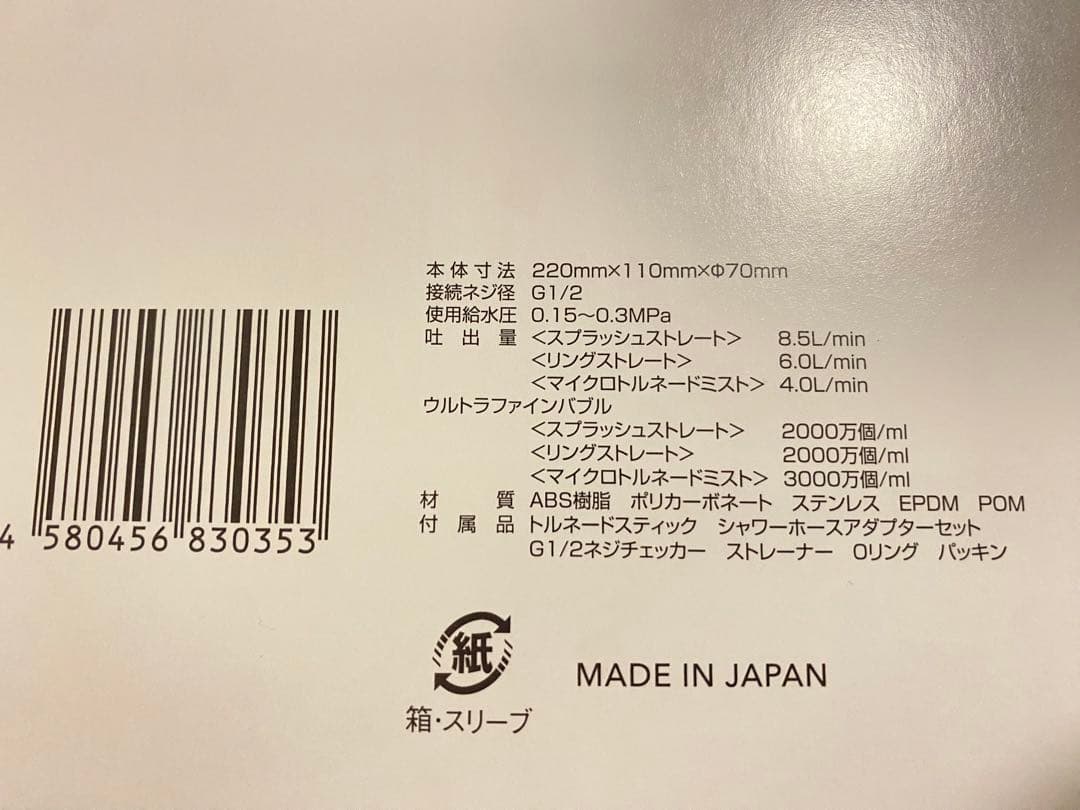 本体寸法 220mm×110mm×Φ70mm
接続ネジ径 G1/2
使用給水圧 0.15〜0.3MPa
吐出量 <スプラッシュストレート> 8.5L/min
<リングストレート> 6.0L/min
<マイクロトルネードミスト> 4.0L/min
ウルトラファインバブル
<スプラッシュストレート> 2000万個/ml
<リングストレート> 2000万個/ml
<マイクロトルネードミスト> 3000万個/ml
材質 ABS樹脂 ポリカーボネート ステンレス EPDM POM
付属品 トルネードスティック シャワーホースアダプターセット
G1/2ネジチェッカー ストレーナー Oリング パッキン
4 580456 830353
紙
箱・スリーブ
MADE IN JAPAN